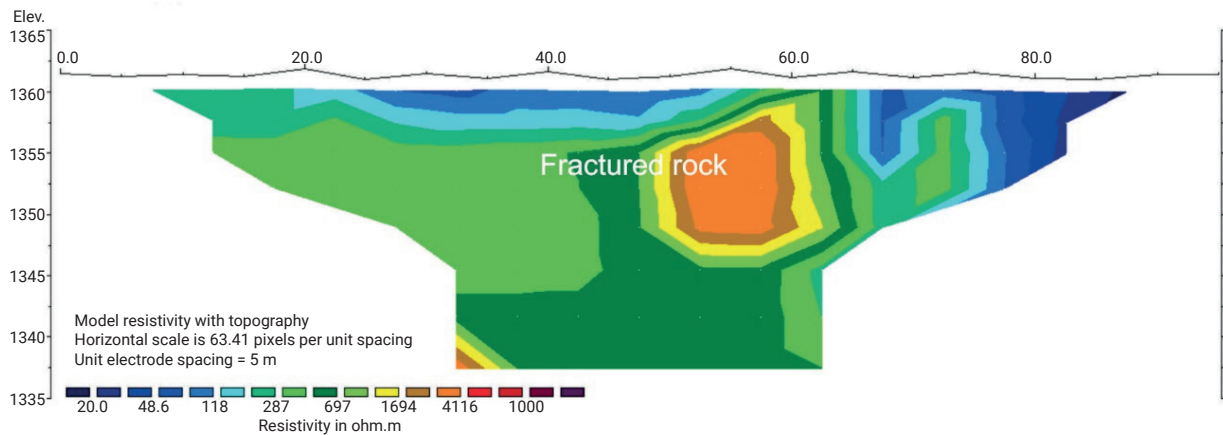 Elev.
1365
0.0 20.0 40.0 60.0 80.0
1360
1355
Fractured rock
1350
1345
1340
Model resistivity with topography
Horizontal scale is 63.41 pixels per unit spacing
Unit electrode spacing = 5 m
1335
20.0 48.6 118 287 697 1694 4116 1000
Resistivity in ohm.m